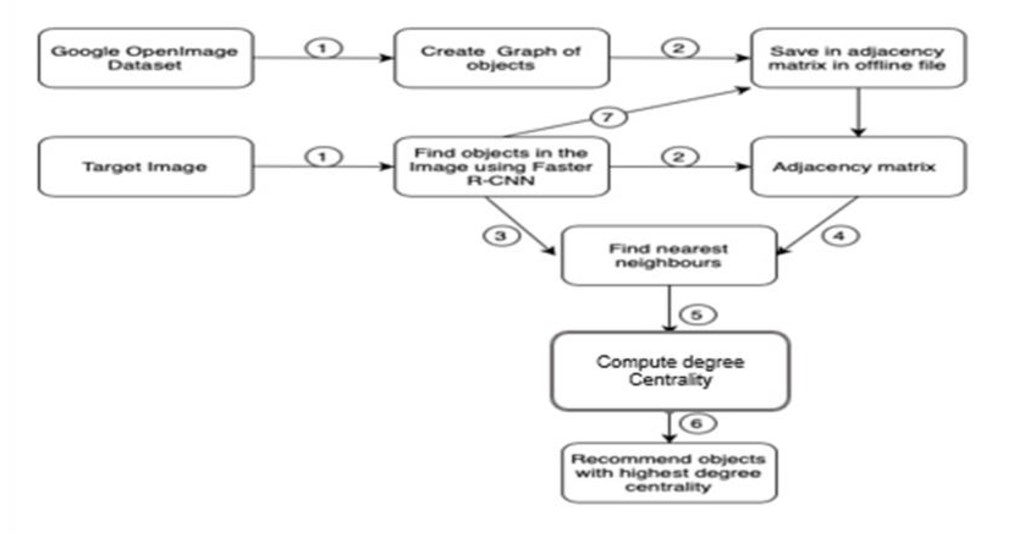 Google OpenImage
Dataset
1
Create Graph of
objects
2
Save in adjacency
matrix in offline file
7
Target Image
1
Find objects in the
Image using Faster
R-CNN
2
Adjacency matrix
3
Find nearest
neighbours
4
5
Compute degree
Centrality
6
Recommend objects
with highest degree
centrality